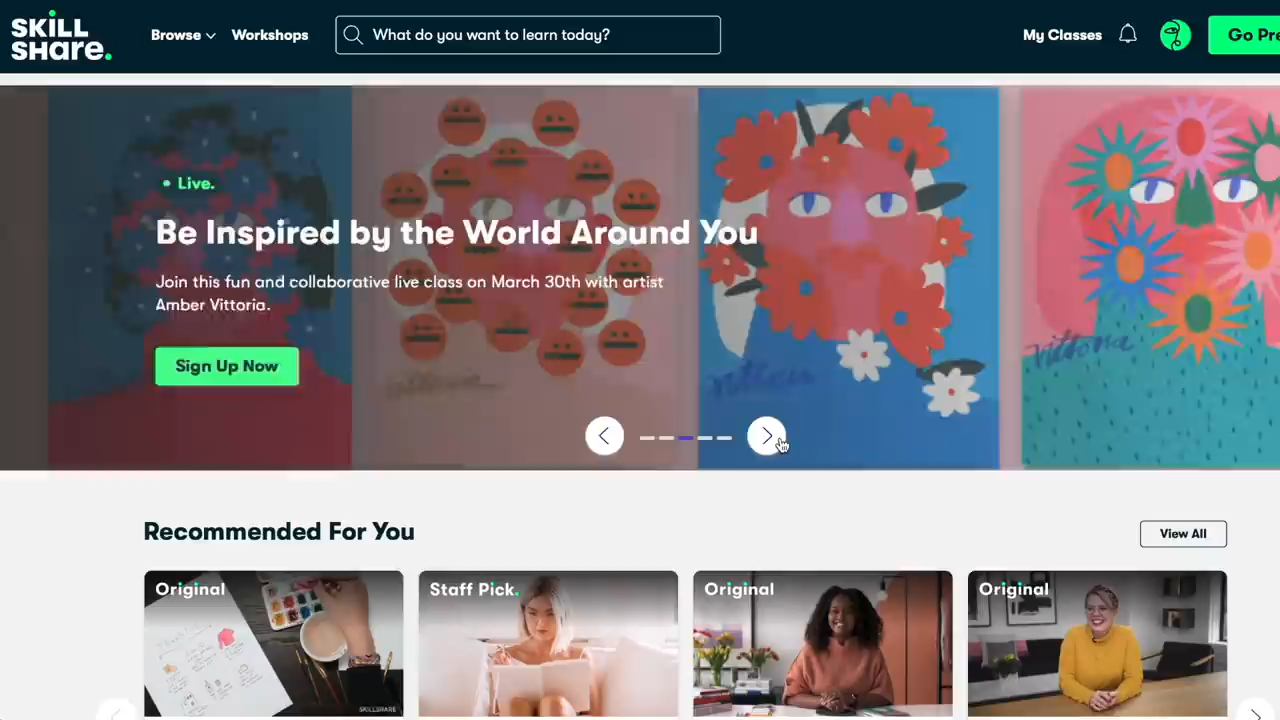 SKILL
SHARE.
Browse
Workshops
What do you want to learn today?
My Classes
Go Pre
Live.
Be Inspired by the World Around You
Join this fun and collaborative live class on March 30th with artist
Amber Vittoria.
Sign Up Now
vittoria
Recommended For You
View All
Original
Staff Pick.
Original
Original
SKILLSHARE